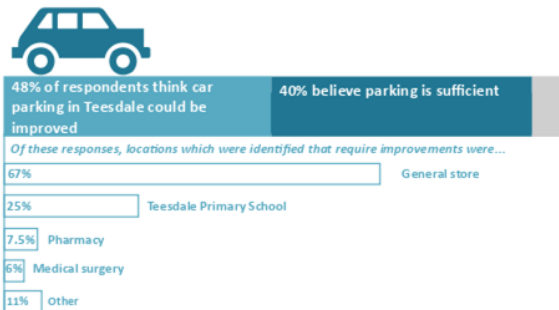 48% of respondents think car
parking in Teesdale could be
improved
40% believe parking is sufficient
Of these responses, locations which were identified that require improvements were...
67%
General store
25%
Teesdale Primary School
7.5%
Pharmacy
6%
Medical surgery
11%
Other